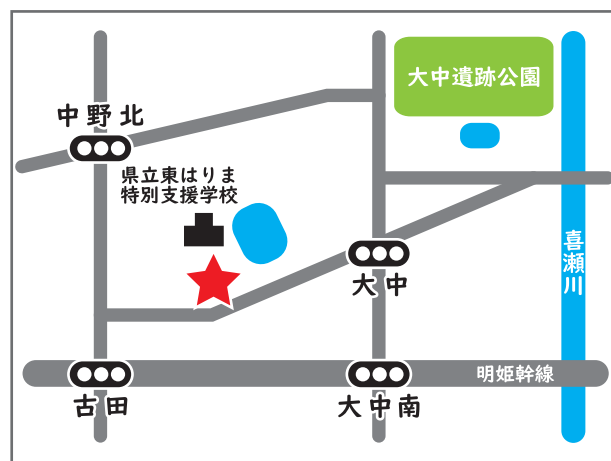 大中遺跡公園
中野北
県立東はりま
特別支援学校
喜瀬川
大中
明姫幹線
古田
大中南